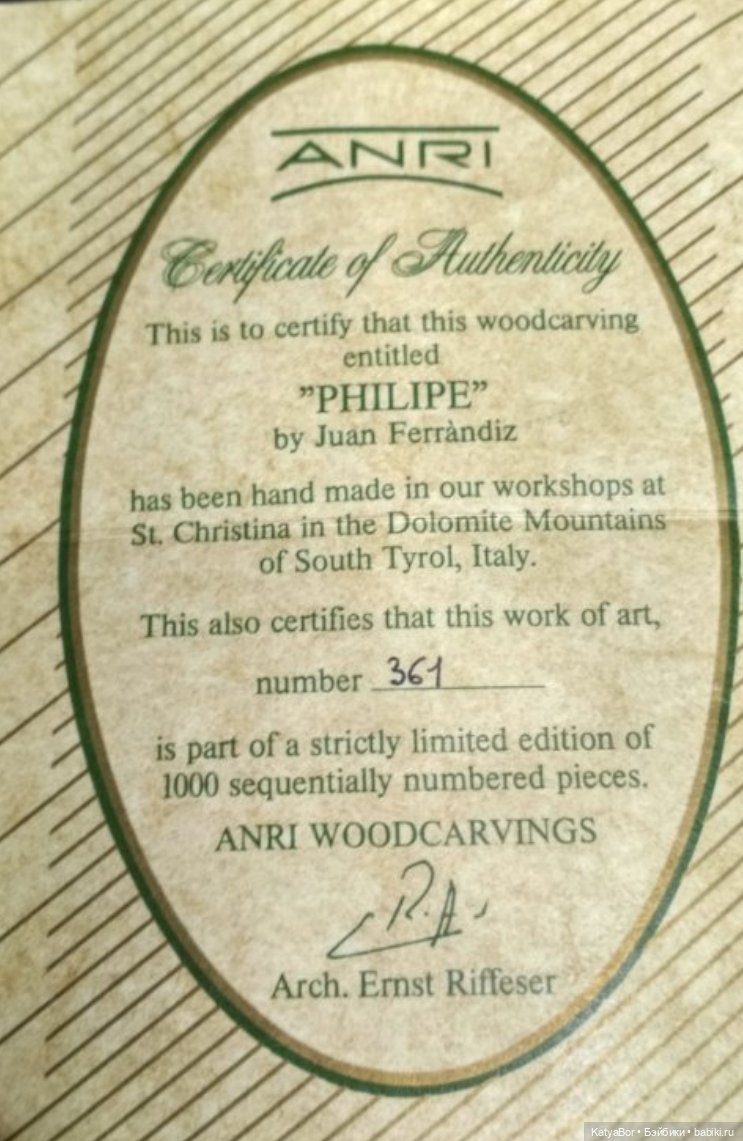 ANRI
Certificate of Authenticity
This is to certify that this woodcarving
entitled
”PHILIPE”
by Juan Ferràndiz
has been hand made in our workshops at
St. Christina in the Dolomite Mountains
of South Tyrol, Italy.
This also certifies that this work of art,
number 361
is part of a strictly limited edition of
1000 sequentially numbered pieces.
ANRI WOODCARVINGS
Arch. Ernst Riffeser
KatyaBor • Бэйбики • babiki.ru